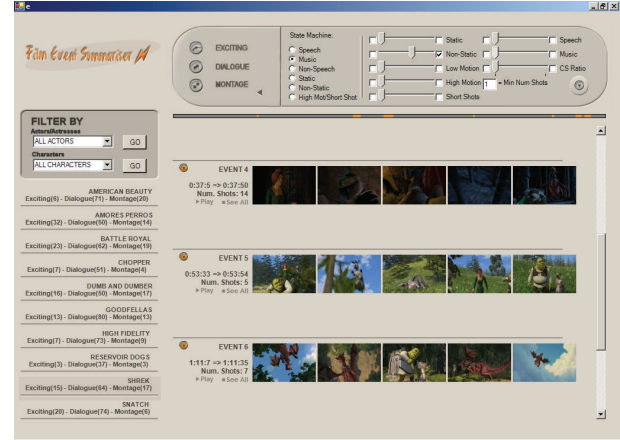 e
Film Event Summariser
EXCITING
DIALOGUE
MONTAGE
State Machine:
Speech
Music
Non-Speech
Static
Non-Static
High Mot/Short Shot
Static
Non-Static
Low Motion
High Motion
Short Shots
Speech
Music
CS Ratio
1 = Min Num Shots
FILTER BY
Actors/Actresses
ALL ACTORS GO
Characters
ALL CHARACTERS GO
AMERICAN BEAUTY
Exciting(6) - Dialogue(71) - Montage(20)
AMORES PERROS
Exciting(32) - Dialogue(50) - Montage(14)
BATTLE ROYAL
Exciting(23) - Dialogue(62) - Montage(19)
CHOPPER
Exciting(7) - Dialogue(51) - Montage(4)
DUMB AND DUMBER
Exciting(16) - Dialogue(50) - Montage(17)
GOODFELLAS
Exciting(13) - Dialogue(80) - Montage(13)
HIGH FIDELITY
Exciting(7) - Dialogue(73) - Montage(9)
RESERVOIR DOGS
Exciting(3) - Dialogue(37) - Montage(3)
SHREK
Exciting(15) - Dialogue(64) - Montage(17)
SNATCH
Exciting(20) - Dialogue(74) - Montage(6)
EVENT 4
0:37:5 => 0:37:50
Num. Shots: 14
Play See All
EVENT 5
0:53:33 => 0:53:54
Num. Shots: 5
Play See All
EVENT 6
1:11:7 => 1:11:35
Num. Shots: 7
Play See All